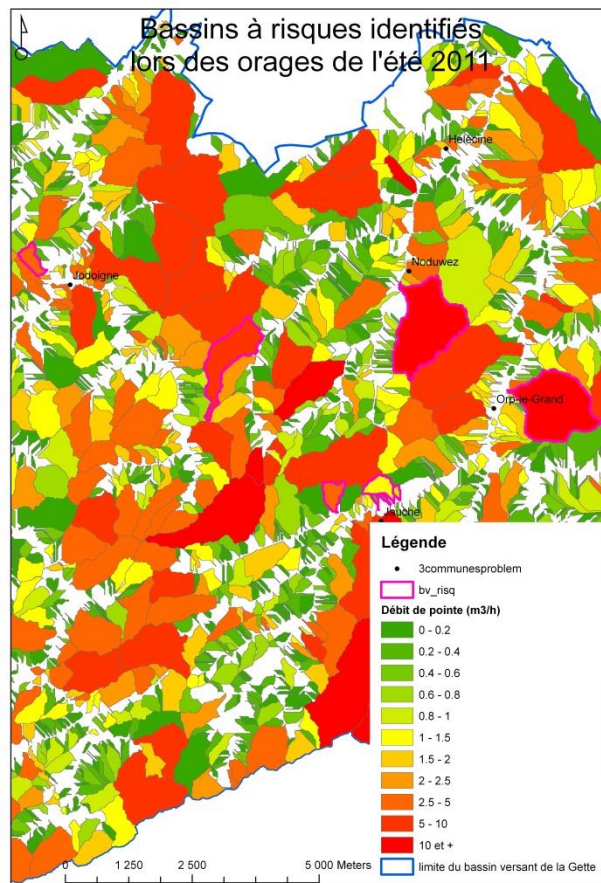 Bassins à risques identifiés
lors des orages de l'été 2011
Hélécine
Jodoigne
Noduwez
Orp-le-Grand
Jauche
Légende
3communesproblem
bv_risq
Débit de pointe (m3/h)
0 - 0.2
0.2 - 0.4
0.4 - 0.6
0.6 - 0.8
0.8 - 1
1 - 1.5
1.5 - 2
2 - 2.5
2.5 - 5
5 - 10
10 et +
limite du bassin versant de la Gette
0 1 250 2 500 5 000 Meters